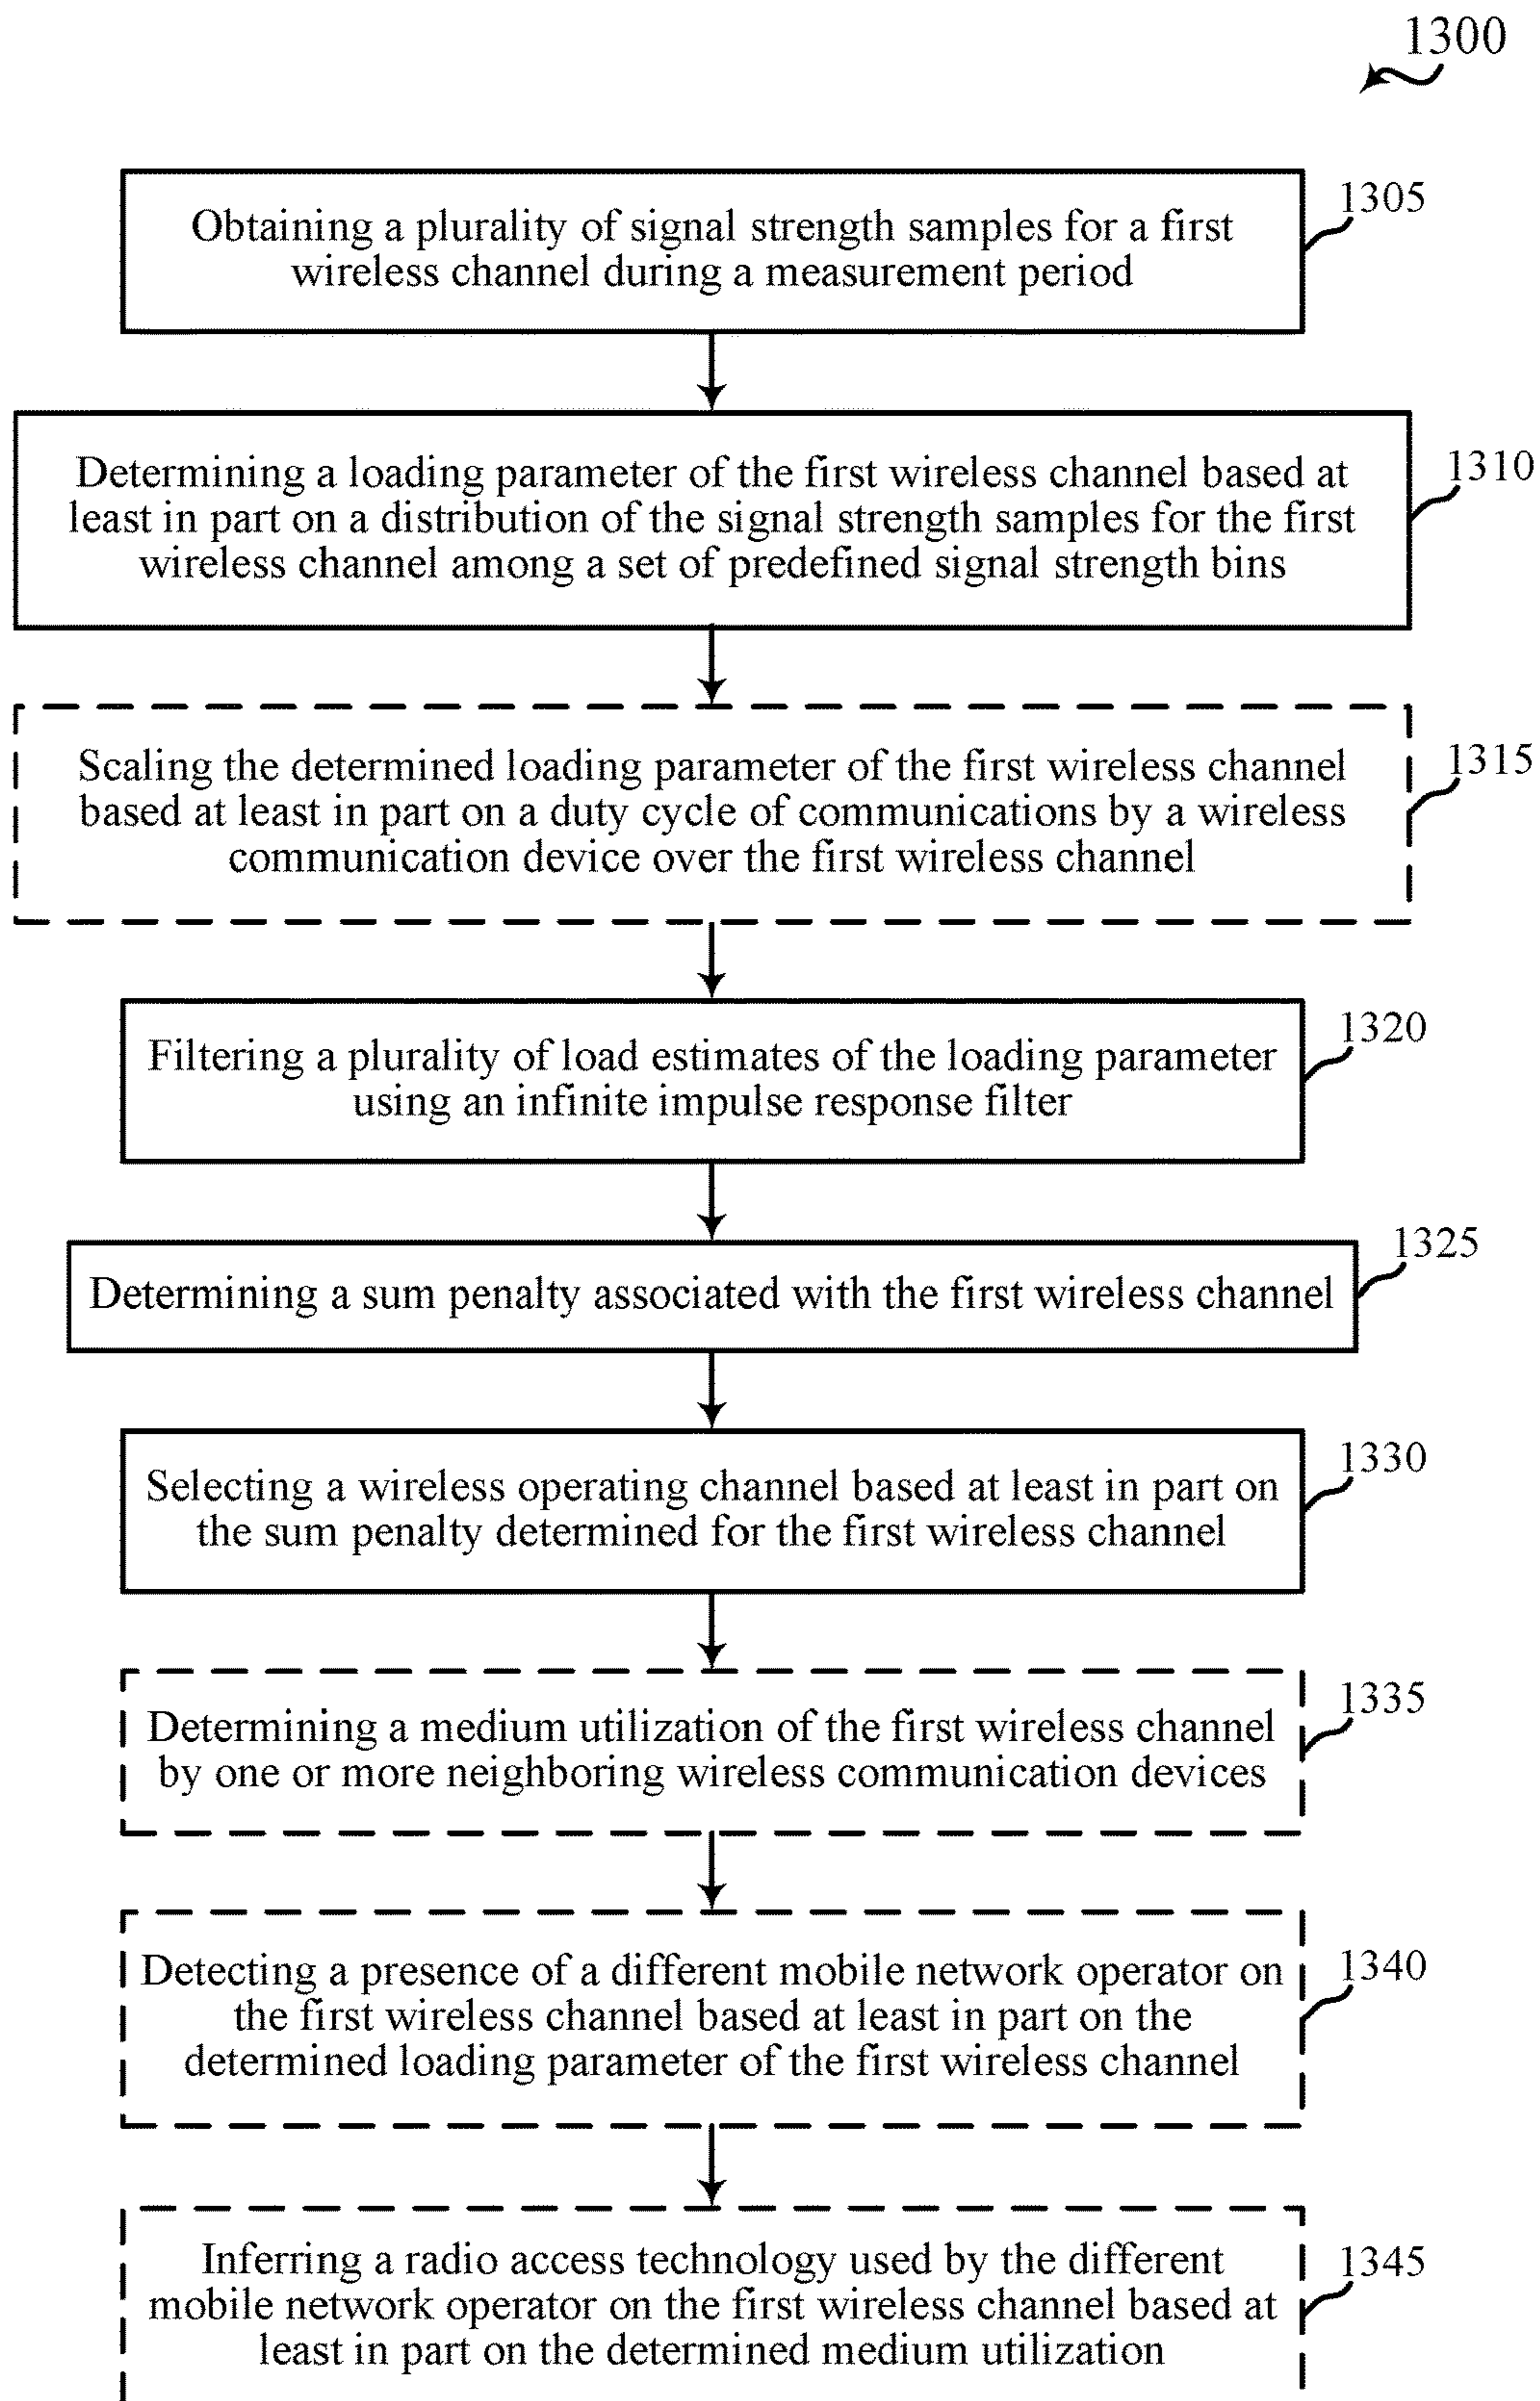 1300
Obtaining a plurality of signal strength samples for a first
wireless channel during a measurement period
1305
Determining a loading parameter of the first wireless channel based at
least in part on a distribution of the signal strength samples for the first
wireless channel among a set of predefined signal strength bins
1310
Scaling the determined loading parameter of the first wireless channel
based at least in part on a duty cycle of communications by a wireless
communication device over the first wireless channel
1315
Filtering a plurality of load estimates of the loading parameter
using an infinite impulse response filter
1320
Determining a sum penalty associated with the first wireless channel
1325
Selecting a wireless operating channel based at least in part on
the sum penalty determined for the first wireless channel
1330
Determining a medium utilization of the first wireless channel
by one or more neighboring wireless communication devices
1335
Detecting a presence of a different mobile network operator on
the first wireless channel based at least in part on the
determined loading parameter of the first wireless channel
1340
Inferring a radio access technology used by the different
mobile network operator on the first wireless channel based at
least in part on the determined medium utilization
1345